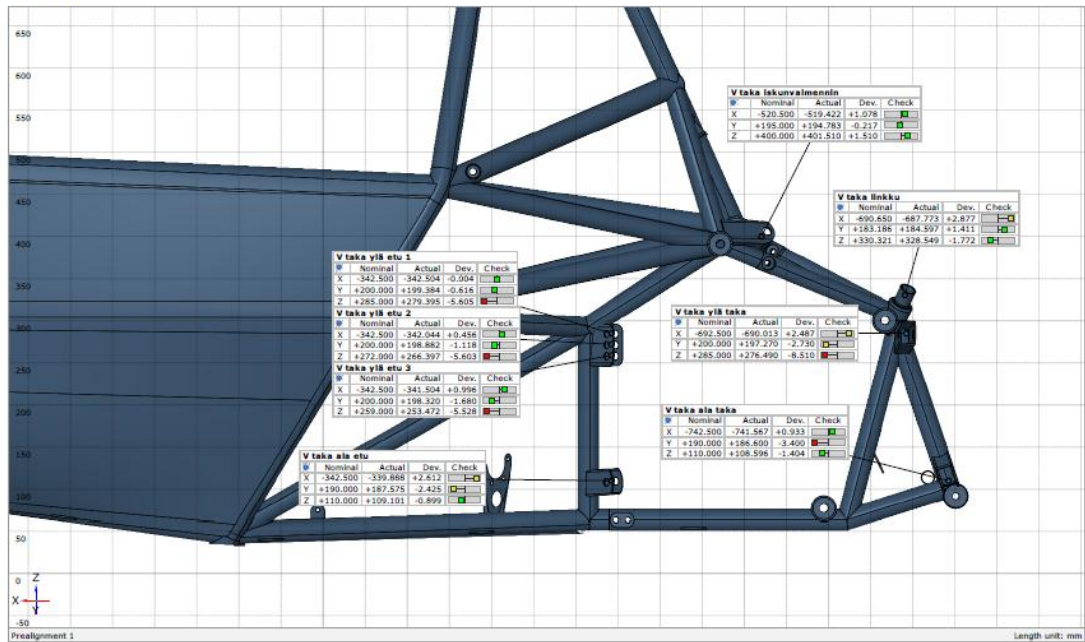 650
600
550
500
450
400
350
300
250
200
150
100
50
0
-50
V taka iskunvaimennin
Nominal Actual Dev. Check
X -520.500 -519.422 +1.078
Y +195.000 +194.783 -0.217
Z +400.000 +401.510 +1.510
V taka linkku
Nominal Actual Dev. Check
X -690.650 -687.773 +2.877
Y +183.186 +184.597 +1.411
Z +330.321 +328.549 -1.772
V taka ylä etu 1
Nominal Actual Dev. Check
X -342.500 -342.504 -0.004
Y +200.000 +199.384 -0.616
Z +285.000 +279.395 -5.605
V taka ylä etu 2
Nominal Actual Dev. Check
X -342.500 -342.044 +0.456
Y +200.000 +198.882 -1.118
Z +272.000 +266.397 -5.603
V taka ylä etu 3
Nominal Actual Dev. Check
X -342.500 -341.504 +0.996
Y +200.000 +198.320 -1.680
Z +259.000 +253.472 -5.528
V taka ylä taka
Nominal Actual Dev. Check
X -692.500 -690.013 +2.487
Y +200.000 +197.270 -2.730
Z +285.000 +276.490 -8.510
V taka ala taka
Nominal Actual Dev. Check
X -742.500 -741.567 +0.933
Y +190.000 +186.600 -3.400
Z +110.000 +108.596 -1.404
V taka ala etu
Nominal Actual Dev. Check
X -342.500 -339.888 +2.612
Y +190.000 +187.575 -2.425
Z +110.000 +109.101 -0.899
Z
X
Y
Prealignment 1
Length unit: mm